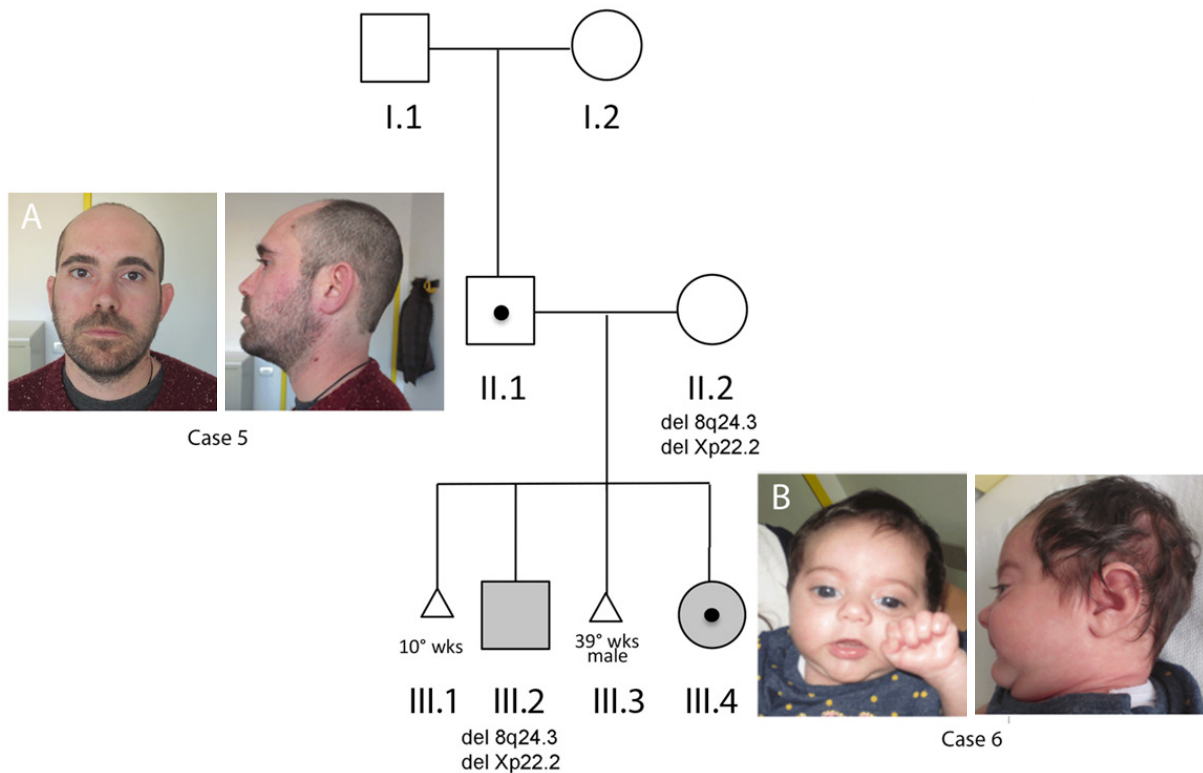 I.1
I.2
A
Case 5
II.1
II.2
del 8q24.3
del Xp22.2
B
10° wks
39° wks
male
III.1
III.2
III.3
III.4
del 8q24.3
del Xp22.2
Case 6